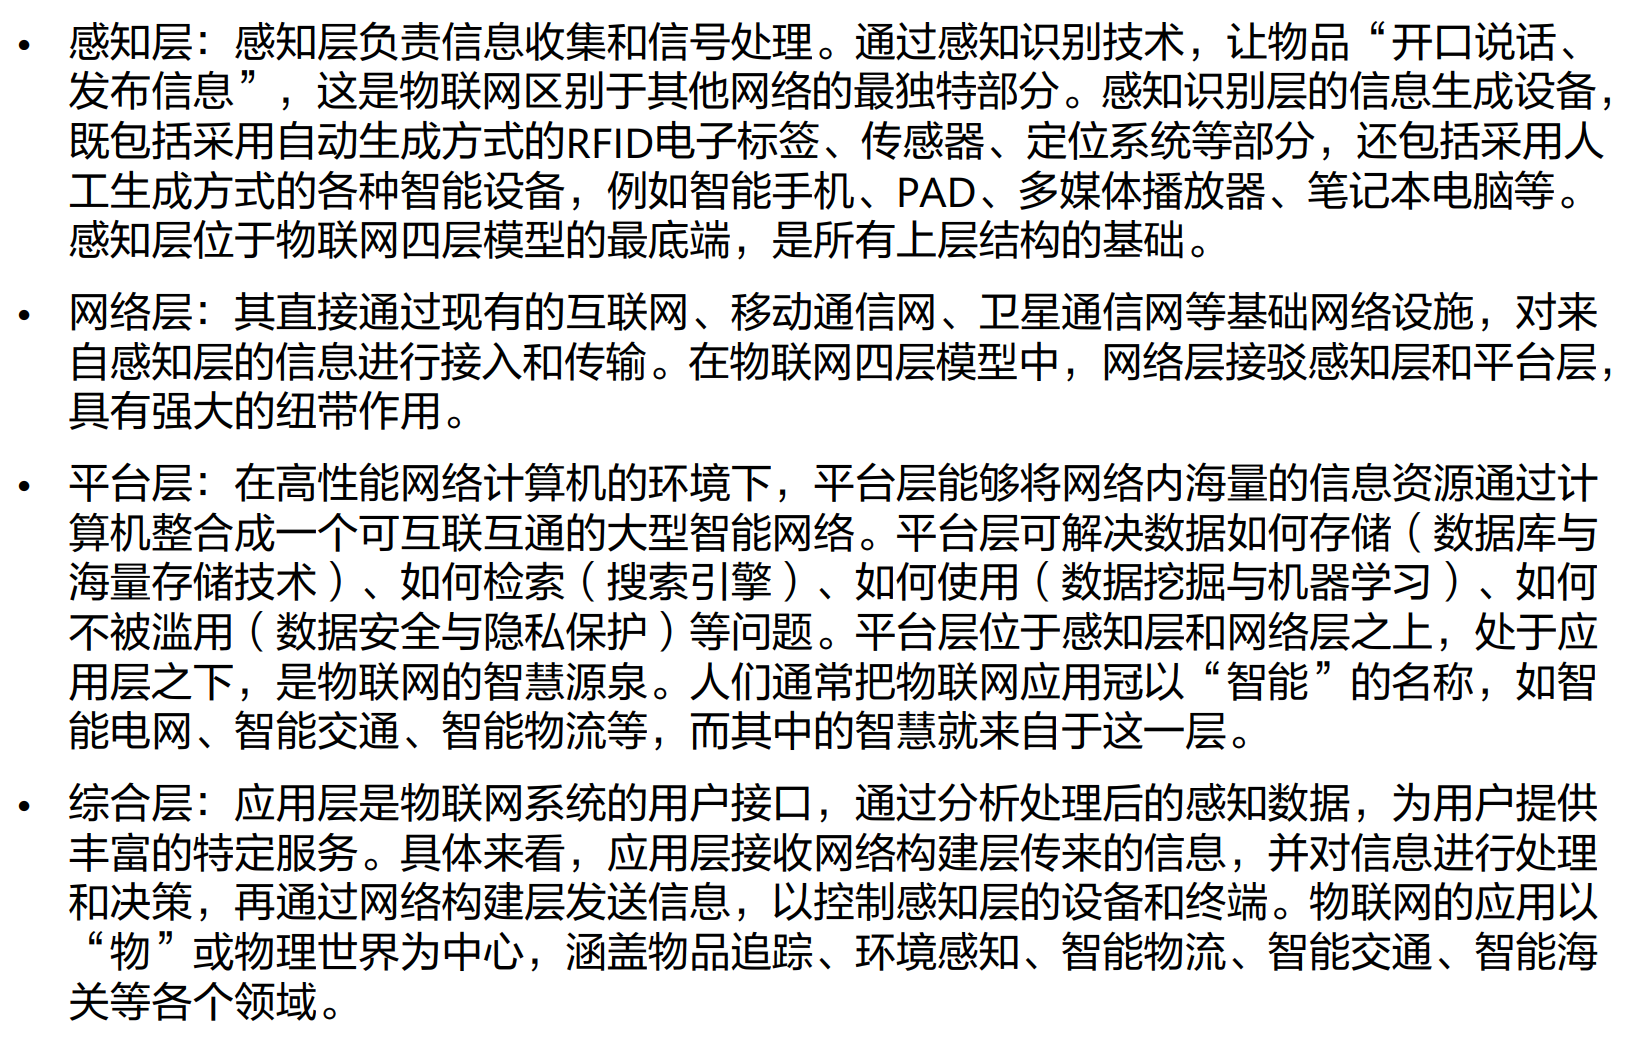 • 感知层：感知层负责信息收集和信号处理。通过感知识别技术，让物品“开口说话、
发布信息”，这是物联网区别于其他网络的最独特部分。感知识别层的信息生成设备，
既包括采用自动生成方式的RFID电子标签、传感器、定位系统等部分，还包括采用人
工生成方式的各种智能设备，例如智能手机、PAD、多媒体播放器、笔记本电脑等。
感知层位于物联网四层模型的最底端，是所有上层结构的基础。
• 网络层：其直接通过现有的互联网、移动通信网、卫星通信网等基础网络设施，对来
自感知层的信息进行接入和传输。在物联网四层模型中，网络层接驳感知层和平台层，
具有强大的纽带作用。
• 平台层：在高性能网络计算机的环境下，平台层能够将网络内海量的信息资源通过计
算机整合成一个可互联互通的大型智能网络。平台层可解决数据如何存储（数据库与
海量存储技术）、如何检索（搜索引擎）、如何使用（数据挖掘与机器学习）、如何
不被滥用（数据安全与隐私保护）等问题。平台层位于感知层和网络层之上，处于应
用层之下，是物联网的智慧源泉。人们通常把物联网应用冠以“智能”的名称，如智
能电网、智能交通、智能物流等，而其中的智慧就来自于这一层。
• 综合层：应用层是物联网系统的用户接口，通过分析处理后的感知数据，为用户提供
丰富的特定服务。具体来看，应用层接收网络构建层传来的信息，并对信息进行处理
和决策，再通过网络构建层发送信息，以控制感知层的设备和终端。物联网的应用以
“物”或物理世界为中心，涵盖物品追踪、环境感知、智能物流、智能交通、智能海
关等各个领域。